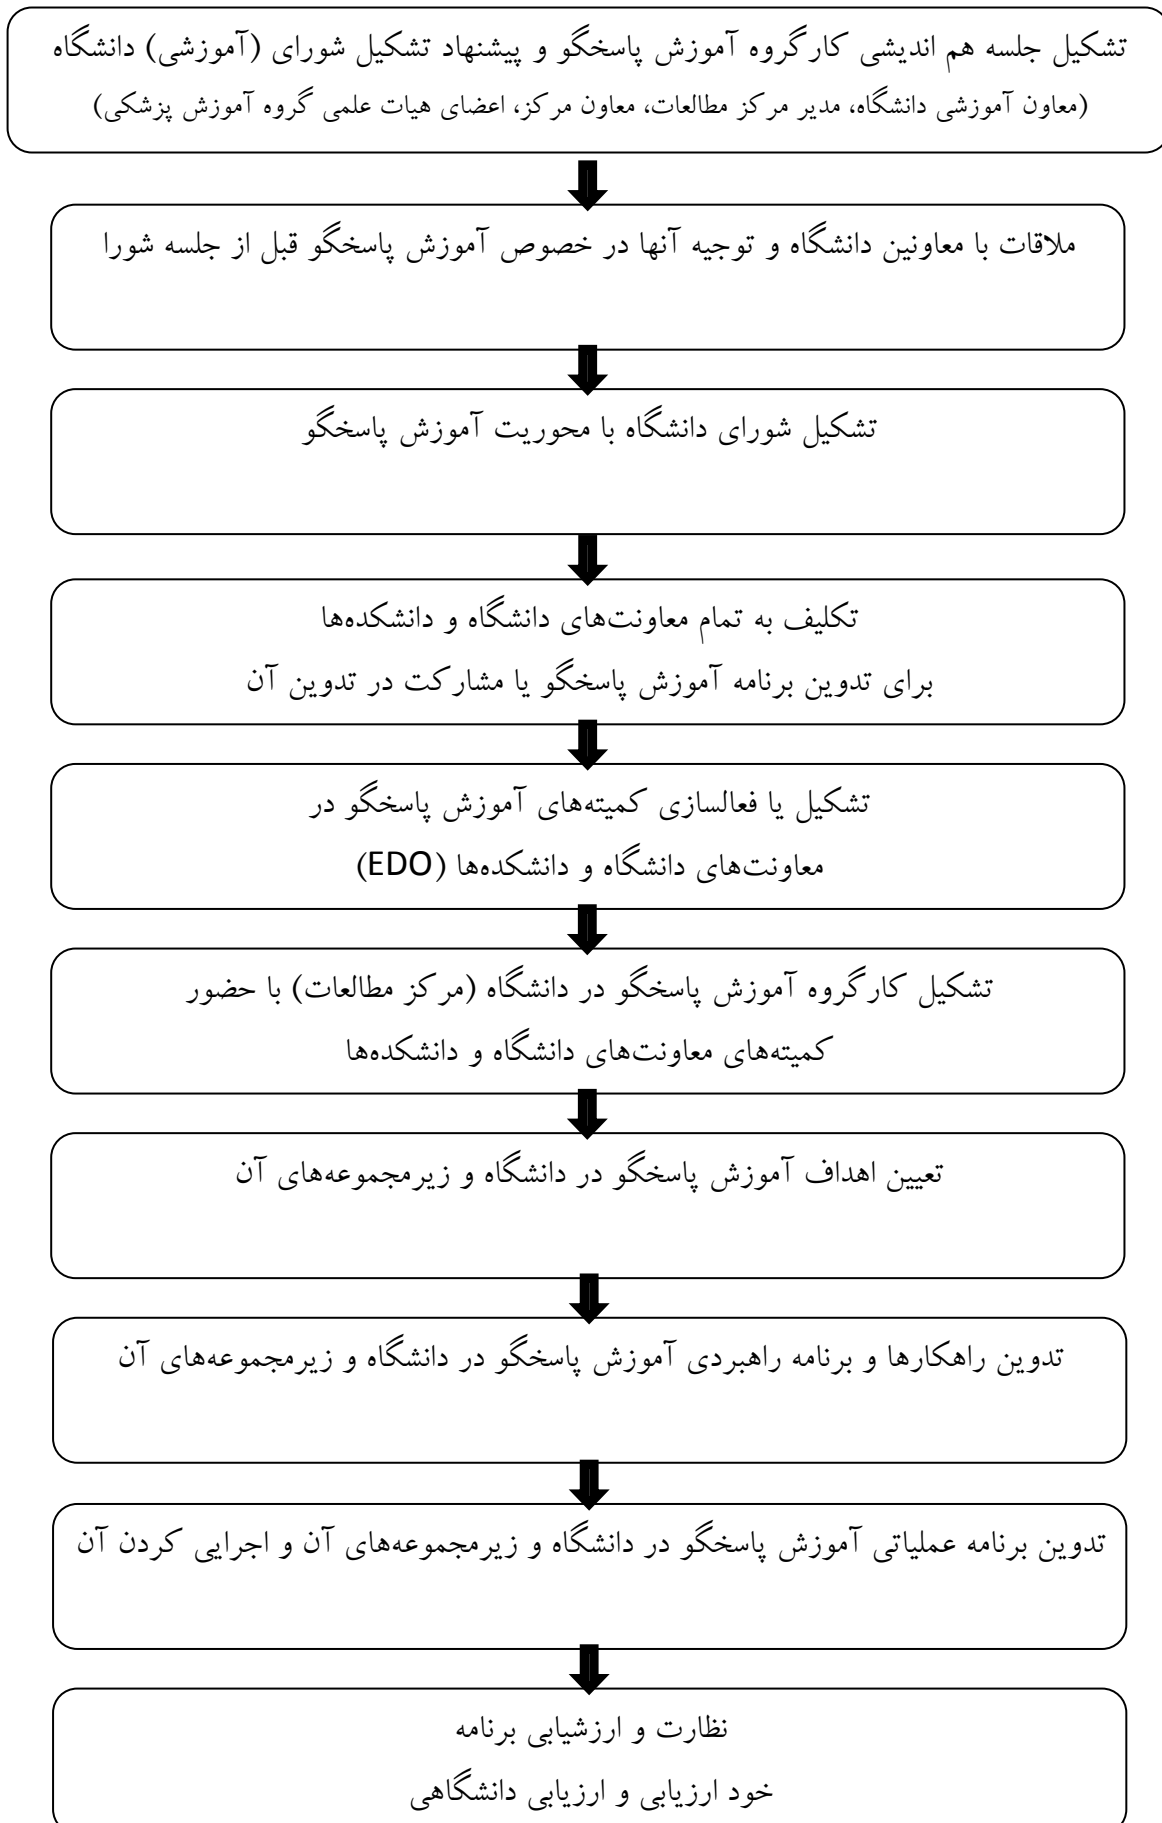 تشکیل جلسه هم اندیشی کارگروه آموزش پاسخگو و پیشنهاد تشکیل شورای (آموزشی) دانشگاه
(معاون آموزشی دانشگاه، مدیر مرکز مطالعات، معاون مرکز، اعضای هیات علمی گروه آموزش پزشکی)
ملاقات با معاونین دانشگاه و توجیه آنها در خصوص آموزش پاسخگو قبل از جلسه شورا
تشکیل شورای دانشگاه با محوریت آموزش پاسخگو
تکلیف به تمام معاونت‌های دانشگاه و دانشکده‌ها
برای تدوین برنامه آموزش پاسخگو یا مشارکت در تدوین آن
تشکیل یا فعالسازی کمیته‌های آموزش پاسخگو در
معاونت‌های دانشگاه و دانشکده‌ها (EDO)
تشکیل کارگروه آموزش پاسخگو در دانشگاه (مرکز مطالعات) با حضور
کمیته‌های معاونت‌های دانشگاه و دانشکده‌ها
تعیین اهداف آموزش پاسخگو در دانشگاه و زیرمجموعه‌های آن
تدوین راهکارها و برنامه راهبردی آموزش پاسخگو در دانشگاه و زیرمجموعه‌های آن
تدوین برنامه عملیاتی آموزش پاسخگو در دانشگاه و زیرمجموعه‌های آن و اجرایی کردن آن
نظارت و ارزشیابی برنامه
خود ارزیابی و ارزیابی دانشگاهی